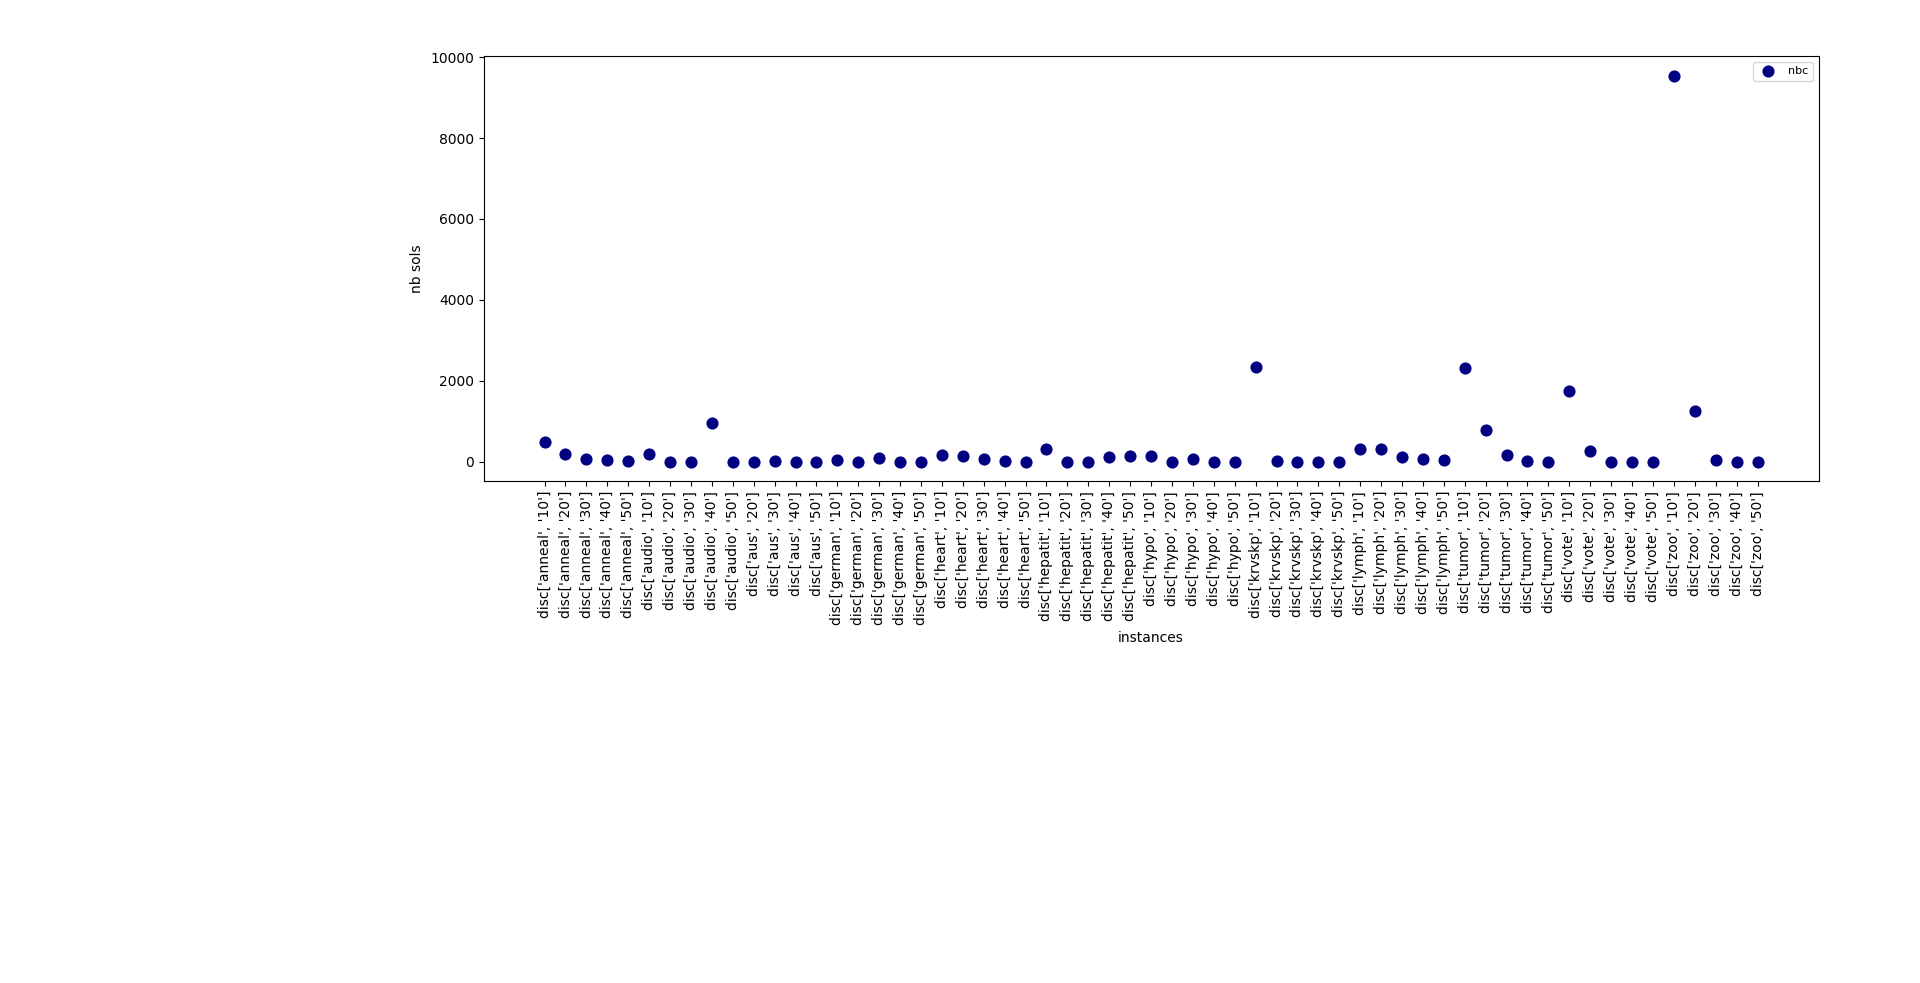 10000
nbc
8000
6000
nb sols
4000
2000
0
disc['anneal', '10']
disc['anneal', '20']
disc['anneal', '30']
disc['anneal', '40']
disc['anneal', '50']
disc['audio', '10']
disc['audio', '20']
disc['audio', '30']
disc['audio', '40']
disc['audio', '50']
disc['aus', '20']
disc['aus', '30']
disc['aus', '40']
disc['aus', '50']
disc['german', '10']
disc['german', '20']
disc['german', '30']
disc['german', '40']
disc['german', '50']
disc['heart', '10']
disc['heart', '20']
disc['heart', '30']
disc['heart', '40']
disc['heart', '50']
disc['hepatit', '10']
disc['hepatit', '20']
disc['hepatit', '30']
disc['hepatit', '40']
disc['hepatit', '50']
disc['hypo', '10']
disc['hypo', '20']
disc['hypo', '30']
disc['hypo', '40']
disc['hypo', '50']
disc['krvskp', '10']
disc['krvskp', '20']
disc['krvskp', '30']
disc['krvskp', '40']
disc['krvskp', '50']
disc['lymph', '10']
disc['lymph', '20']
disc['lymph', '30']
disc['lymph', '40']
disc['lymph', '50']
disc['tumor', '10']
disc['tumor', '20']
disc['tumor', '30']
disc['tumor', '40']
disc['tumor', '50']
disc['vote', '10']
disc['vote', '20']
disc['vote', '30']
disc['vote', '40']
disc['vote', '50']
disc['zoo', '10']
disc['zoo', '20']
disc['zoo', '30']
disc['zoo', '40']
disc['zoo', '50']
instances